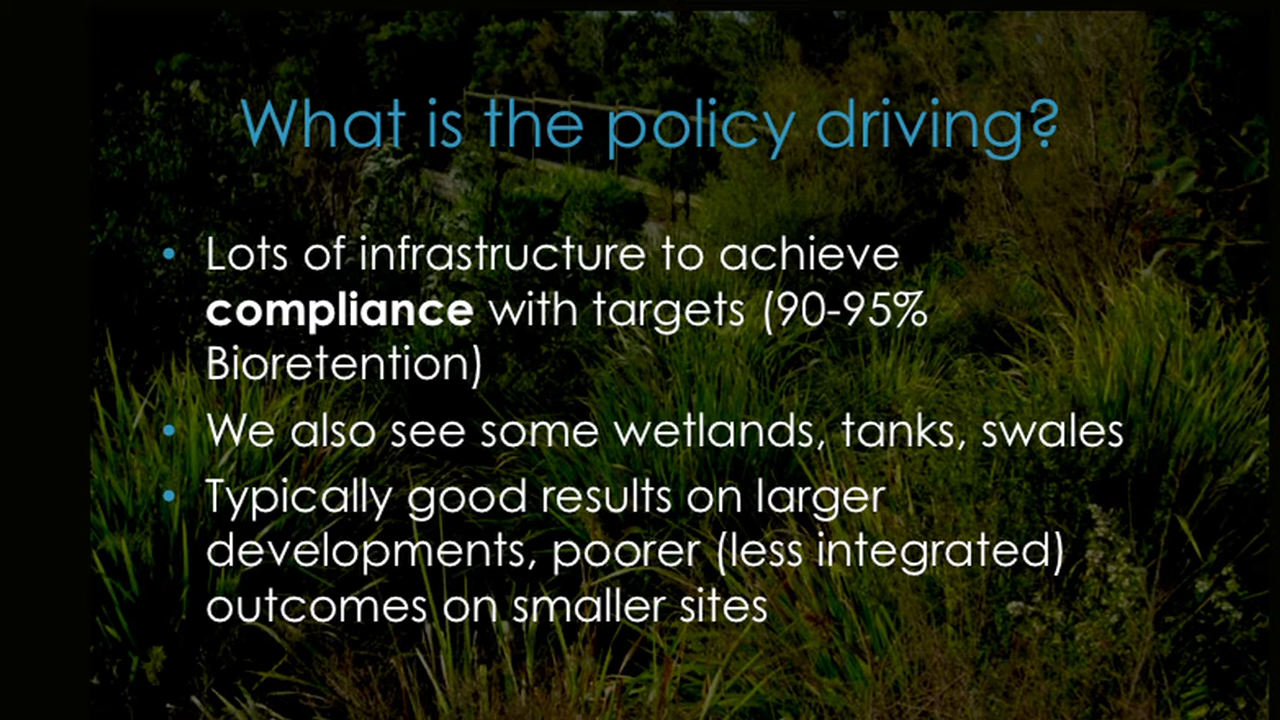 What is the policy driving?
• Lots of infrastructure to achieve
compliance with targets (90-95%
Bioretention)
• We also see some wetlands, tanks, swales
• Typically good results on larger
developments, poorer (less integrated)
outcomes on smaller sites